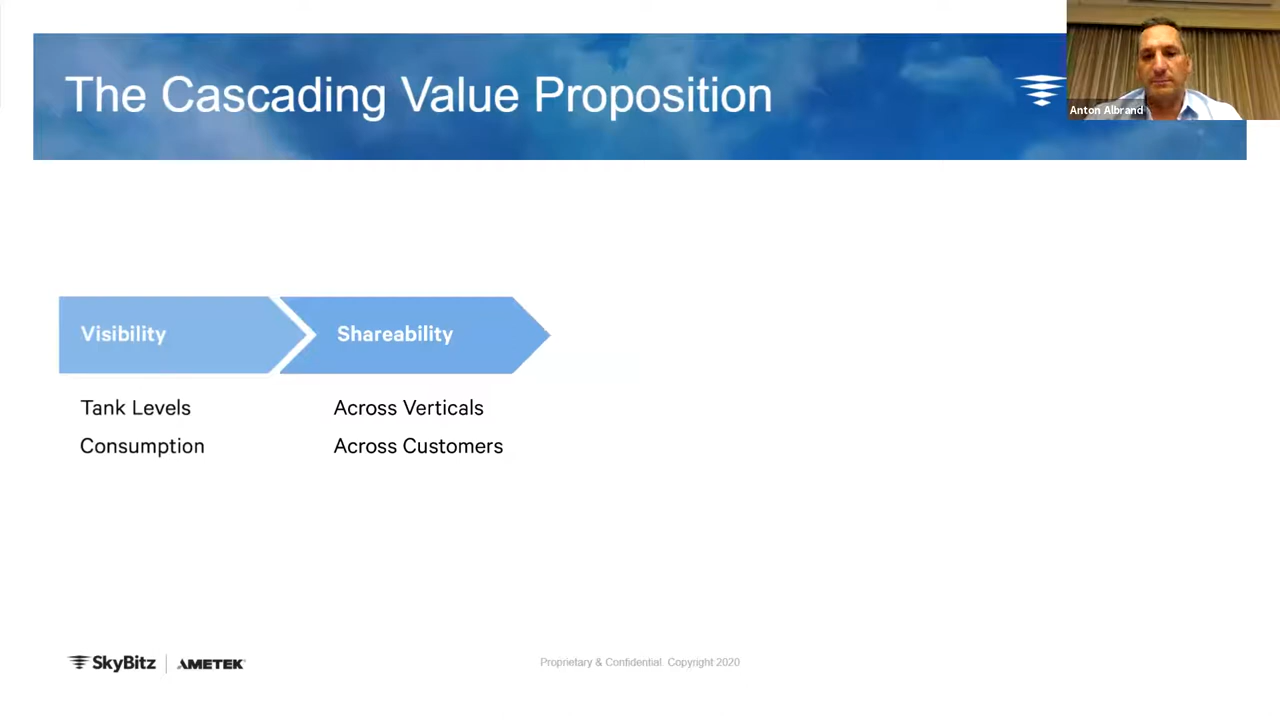 The Cascading Value Proposition
Anton Albrand
Visibility
Shareability
Tank Levels
Across Verticals
Consumption
Across Customers
SkyBitz
AMETEK
Proprietary & Confidential. Copyright 2020